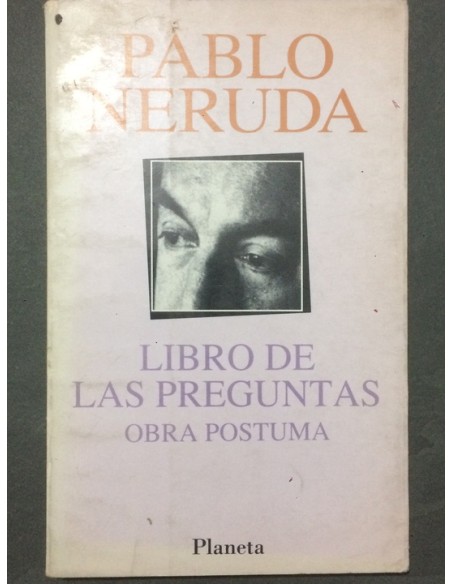 PABLO
NERUDA
LIBRO DE
LAS PREGUNTAS
OBRA POSTUMA
Planeta